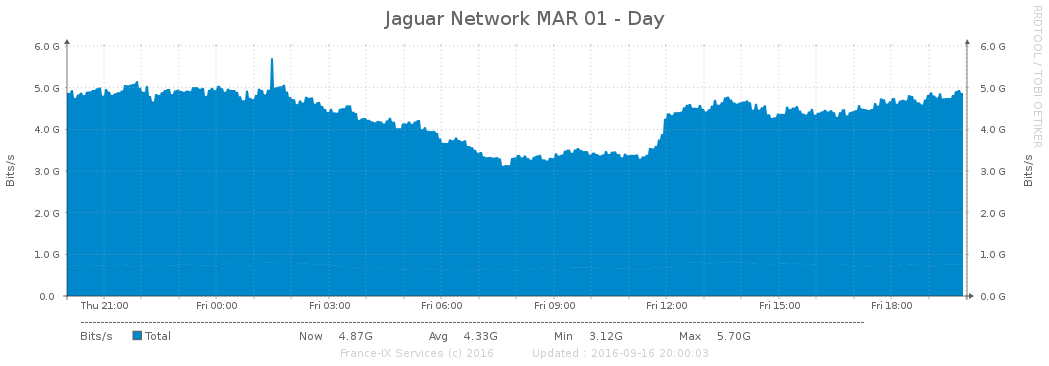 Jaguar Network MAR 01 - Day
RRDTOOL / TOBI OETIKER
6.0 G 6.0 G
5.0 G 5.0 G
4.0 G 4.0 G
3.0 G 3.0 G
2.0 G 2.0 G
1.0 G 1.0 G
0.0 0.0 G
Bits/s Bits/s
Thu 21:00 Fri 00:00 Fri 03:00 Fri 06:00 Fri 09:00 Fri 12:00 Fri 15:00 Fri 18:00
Bits/s Total Now 4.87G Avg 4.33G Min 3.12G Max 5.70G
France-IX Services (c) 2016 Updated : 2016-09-16 20:00:03